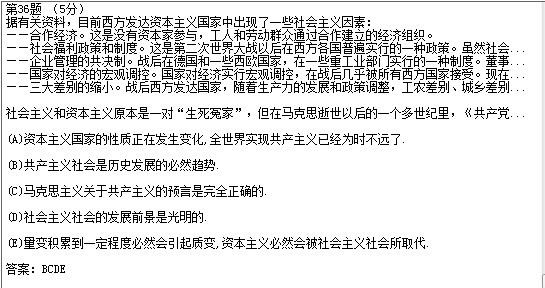 第36题 （5分）
据有关资料，目前西方发达资本主义国家中出现了一些社会主义因素：
——合作经济。这是没有资本家参与，工人和劳动群众通过合作建立的经济组织。
——社会福利政策和制度。这是第二次世界大战以后在西方各国普遍实行的一种政策。虽然社会...
——企业管理的共决制。战后在德国和一些西欧国家，在一些重工业部门实行的一种制度。董事...
——国家对经济的宏观调控。国家对经济实行宏观调控，在战后几乎被所有西方国家接受。现在...
——三大差别的缩小。战后西方发达国家，随着生产力的发展和政策调整，工农差别、城乡差别...
社会主义和资本主义原本是一对“生死冤家”，但在马克思逝世以后的一个多世纪里，《共产党...
(A)资本主义国家的性质正在发生变化,全世界实现共产主义已经为时不远了.
(B)共产主义社会是历史发展的必然趋势.
(C)马克思主义关于共产主义的预言是完全正确的.
(D)社会主义社会的发展前景是光明的.
(E)量变积累到一定程度必然会引起质变,资本主义必然会被社会主义社会所取代.
答案：BCDE